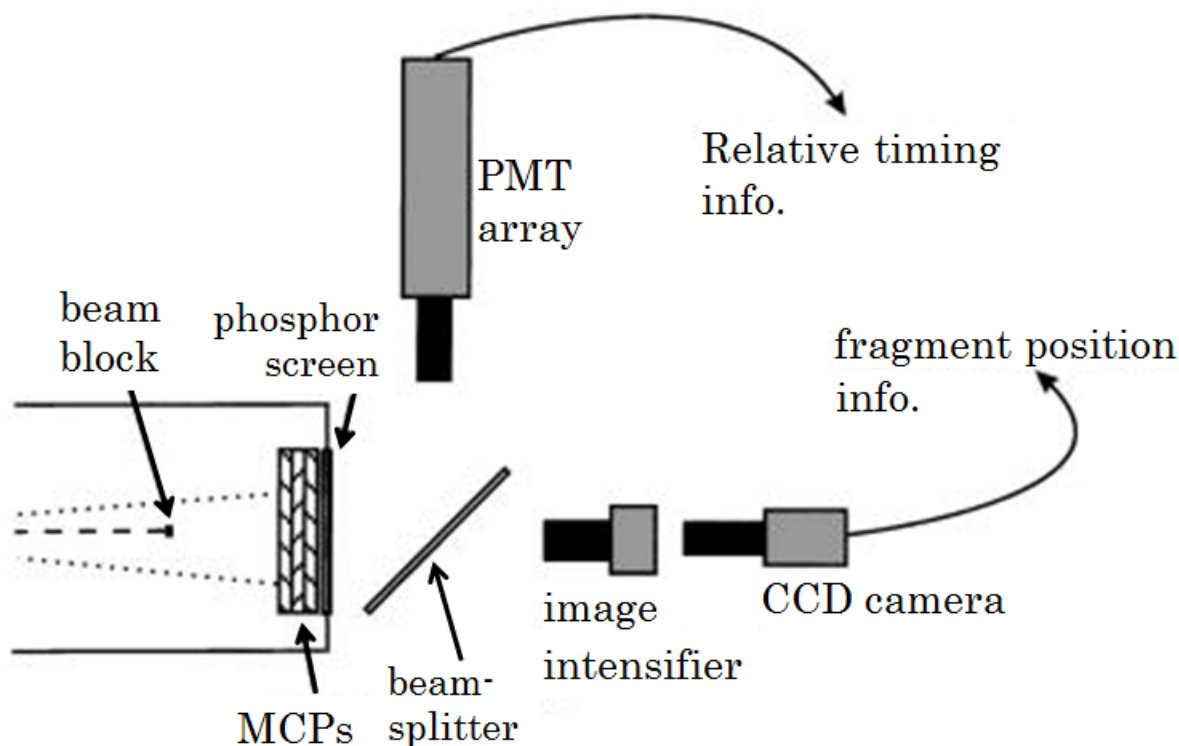 PMT
array
Relative timing
info.
beam
block
phosphor
screen
fragment position
info.
image
intensifier
CCD camera
MCPs
beam-
splitter